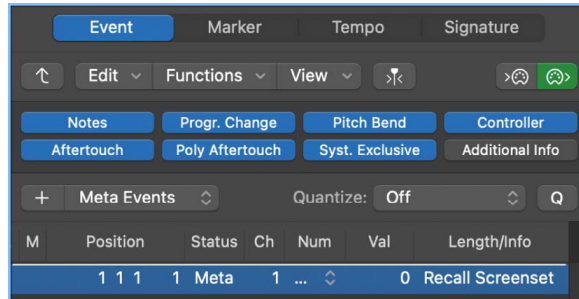 Event Marker Tempo Signature
Edit Functions View
Notes Progr. Change Pitch Bend Controller
Aftertouch Poly Aftertouch Syst. Exclusive Additional Info
+ Meta Events Quantize: Off Q
M Position Status Ch Num Val Length/Info
1 1 1 1 Meta 1 ... 0 Recall Screenset